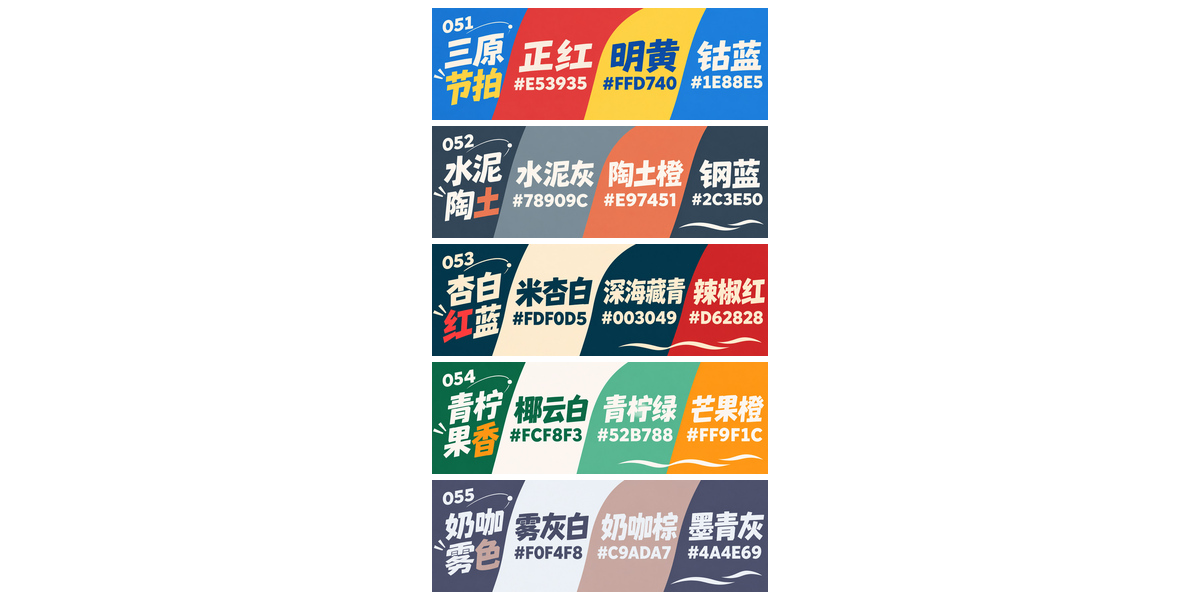 051
三原
节拍
正红
#E53935
明黄
#FFD740
钴蓝
#1E88E5
052
水泥
陶土
水泥灰
#78909C
陶土橙
#E97451
钢蓝
#2C3E50
053
杏白
红蓝
米杏白
#FDF0D5
深海藏青
#003049
辣椒红
#D62828
054
青柠
果香
椰云白
#FCF8F3
青柠绿
#52B788
芒果橙
#FF9F1C
055
奶咖
雾色
雾灰白
#F0F4F8
奶咖棕
#C9ADA7
墨青灰
#4A4E69